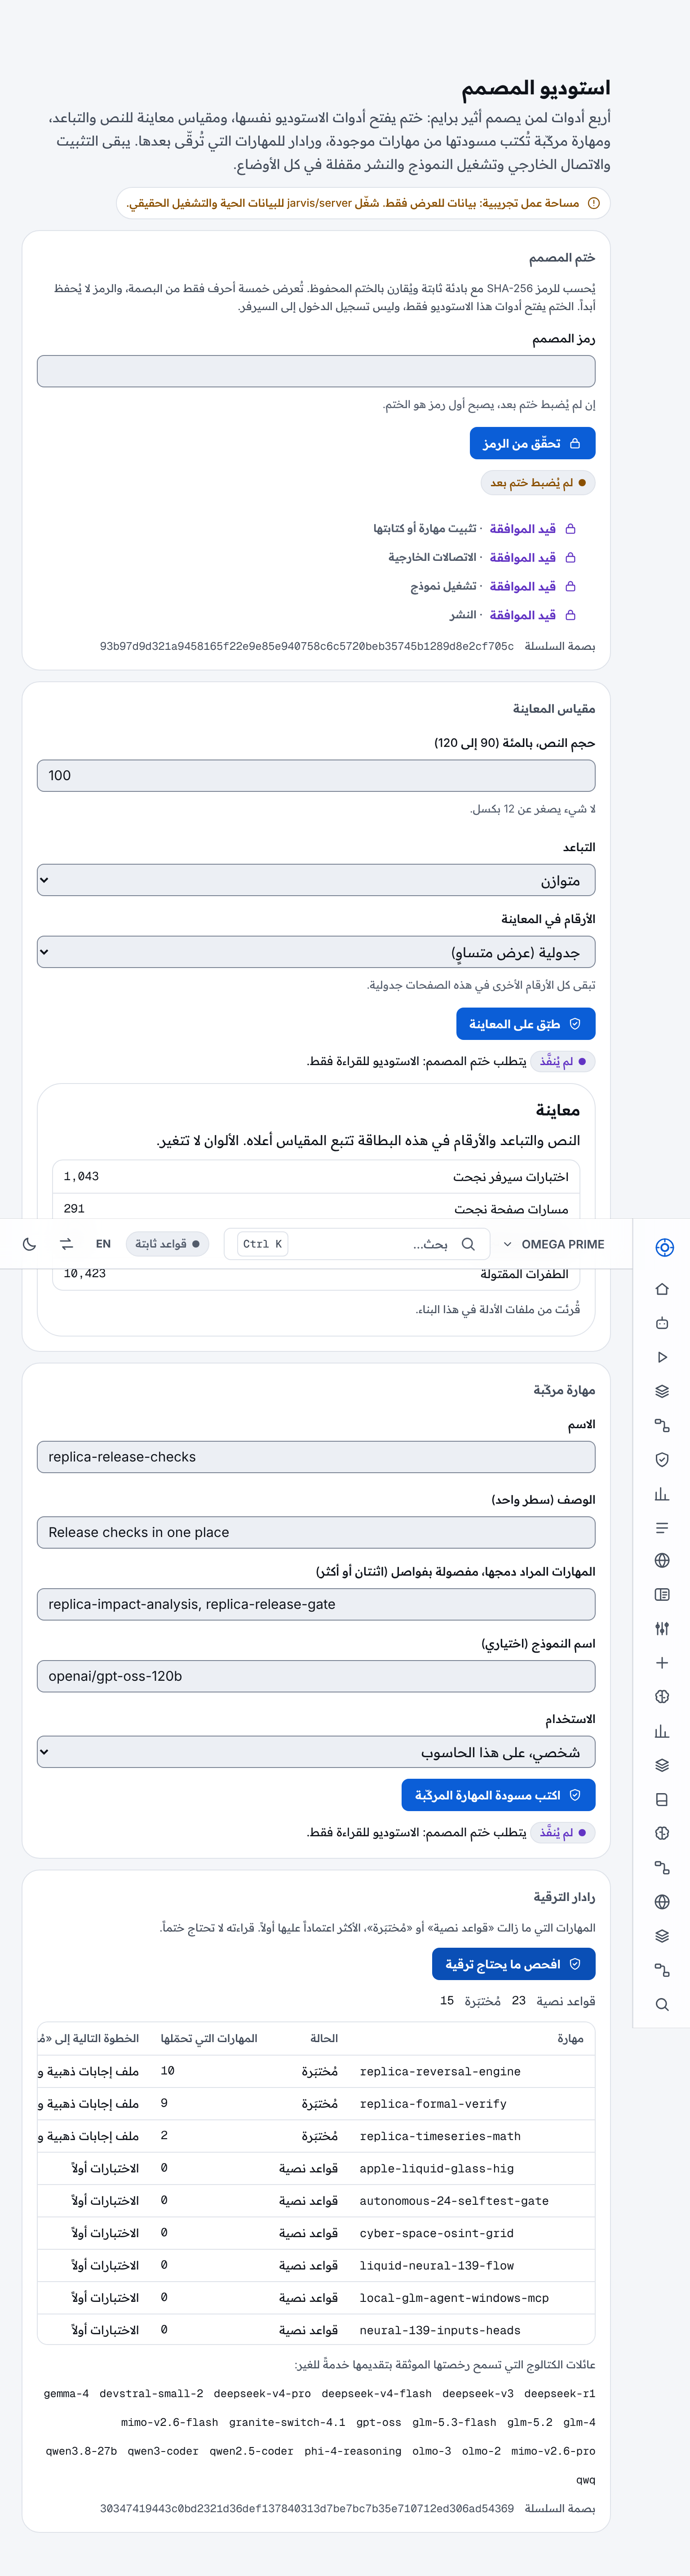 استوديو المصمم
أربع أدوات لمن يصمم أثير برايم: ختم يفتح أدوات الاستوديو نفسها، ومقياس معاينة للنص والتباعد،
ومهارة مركّبة تُكتب مسودتها من مهارات موجودة، ورادار للمهارات التي تُرقّى بعدها. يبقى التثبيت
والاتصال الخارجي وتشغيل النموذج والنشر مقفلة في كل الأوضاع.
مساحة عمل تجريبية: بيانات للعرض فقط. شغّل jarvis/server للبيانات الحية والتشغيل الحقيقي.
ختم المصمم
يُحسب للرمز SHA-256 مع بادئة ثابتة ويُقارن بالختم المحفوظ. تُعرض خمسة أحرف فقط من البصمة، والرمز لا يُحفظ
أبداً. الختم يفتح أدوات هذا الاستوديو فقط، وليس تسجيل الدخول إلى السيرفر.
رمز المصمم
إن لم يُضبط ختم بعد، يصبح أول رمز هو الختم.
تحقّق من الرمز
لم يُضبط ختم بعد
قيد الموافقة · تثبيت مهارة أو كتابتها
قيد الموافقة · الاتصالات الخارجية
قيد الموافقة · تشغيل نموذج
قيد الموافقة · النشر
بصمة السلسلة 93b97d9d321a9458165f22e9e85e940758c6c5720beb35745b1289d8e2cf705c
مقياس المعاينة
حجم النص، بالمئة (90 إلى 120)
100
لا شيء يصغر عن 12 بكسل.
التباعد
متوازن
الأرقام في المعاينة
جدولية (عرض متساوٍ)
تبقى كل الأرقام الأخرى في هذه الصفحات جدولية.
طبّق على المعاينة
لم يُنفَّذ يتطلب ختم المصمم: الاستوديو للقراءة فقط.
معاينة
النص والتباعد والأرقام في هذه البطاقة تتبع المقياس أعلاه. الألوان لا تتغير.
اختبارات سيرفر نجحت 1,043
مسارات صفحة نجحت 291
OMEGA PRIME بحث... Ctrl K قواعد ثابتة EN
الطفرات المقتولة 10,423
قُرئت من ملفات الأدلة في هذا البناء.
مهارة مركّبة
الاسم
replica-release-checks
الوصف (سطر واحد)
Release checks in one place
المهارات المراد دمجها، مفصولة بفواصل (اثنتان أو أكثر)
replica-impact-analysis, replica-release-gate
اسم النموذج (اختياري)
openai/gpt-oss-120b
الاستخدام
شخصي، على هذا الحاسوب
اكتب مسودة المهارة المركّبة
لم يُنفَّذ يتطلب ختم المصمم: الاستوديو للقراءة فقط.
رادار الترقية
المهارات التي ما زالت «قواعد نصية» أو «مُختبَرة»، الأكثر اعتماداً عليها أولاً. قراءته لا تحتاج ختماً.
افحص ما يحتاج ترقية
قواعد نصية 23 مُختبَرة 15
مهارة الحالة المهارات التي تحمّلها الخطوة التالية إلى «مُ
replica-reversal-engine مُختبَرة 10 ملف إجابات ذهبية و
replica-formal-verify مُختبَرة 9 ملف إجابات ذهبية و
replica-timeseries-math مُختبَرة 2 ملف إجابات ذهبية و
apple-liquid-glass-hig قواعد نصية 0 الاختبارات أولاً
autonomous-24-selftest-gate قواعد نصية 0 الاختبارات أولاً
cyber-space-osint-grid قواعد نصية 0 الاختبارات أولاً
liquid-neural-139-flow قواعد نصية 0 الاختبارات أولاً
local-glm-agent-windows-mcp قواعد نصية 0 الاختبارات أولاً
neural-139-inputs-heads قواعد نصية 0 الاختبارات أولاً
عائلات الكتالوج التي تسمح رخصتها الموثقة بتقديمها خدمةً للغير:
deepseek-r1 deepseek-v3 deepseek-v4-flash deepseek-v4-pro devstral-small-2 gemma-4
glm-4 glm-5.2 glm-5.3-flash gpt-oss granite-switch-4.1 mimo-v2.6-flash
mimo-v2.6-pro olmo-2 olmo-3 phi-4-reasoning qwen2.5-coder qwen3-coder qwen3.8-27b
qwq
بصمة السلسلة 30347419443c0bd2321d36def137840313d7be7bc7b35e710712ed306ad54369